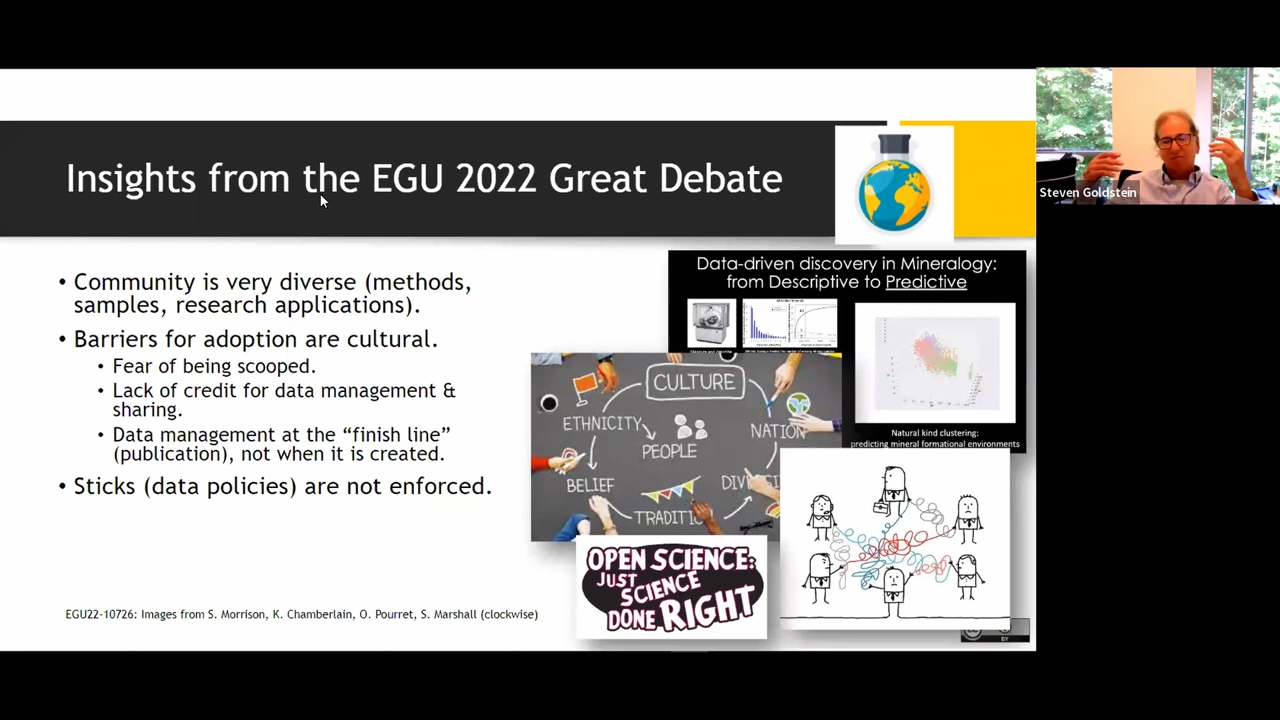 Insights from the EGU 2022 Great Debate
Steven Goldstein
• Community is very diverse (methods,
samples, research applications).
• Barriers for adoption are cultural.
• Fear of being scooped.
• Lack of credit for data management &
sharing.
• Data management at the “finish line”
(publication), not when it is created.
• Sticks (data policies) are not enforced.
Data-driven discovery in Mineralogy:
from Descriptive to Predictive
Natural kind clustering:
predicting mineral formational environments
CULTURE
ETHNICITY
NATION
PEOPLE
BELIEF
DIVERSI
TRADITIO
OPEN SCIENCE:
JUST
SCIENCE
DONE RIGHT
EGU22-10726: Images from S. Morrison, K. Chamberlain, O. Pourret, S. Marshall (clockwise)
BY